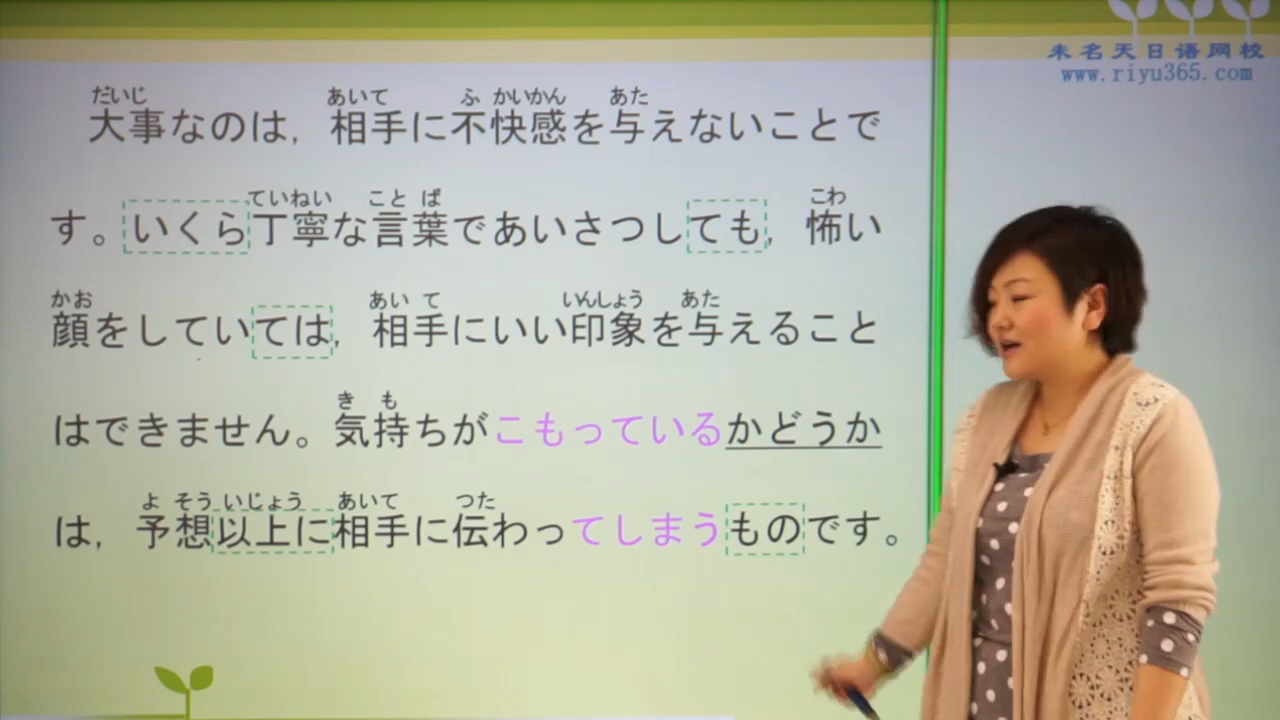 未名天日语网校
www.riyu365.com
だいじ あいて ふ かいかん あた
大事なのは，相手に不快感を与えないことで
ていねい こと ば こわ
す。いくら丁寧な言葉であいさつしても，怖い
かお あい て いんしょう あた
顔をしていては，相手にいい印象を与えること
き も
はできません。気持ちがこもっているかどうか
よ そう いじょう あいて つた
は，予想以上に相手に伝わってしまうものです。